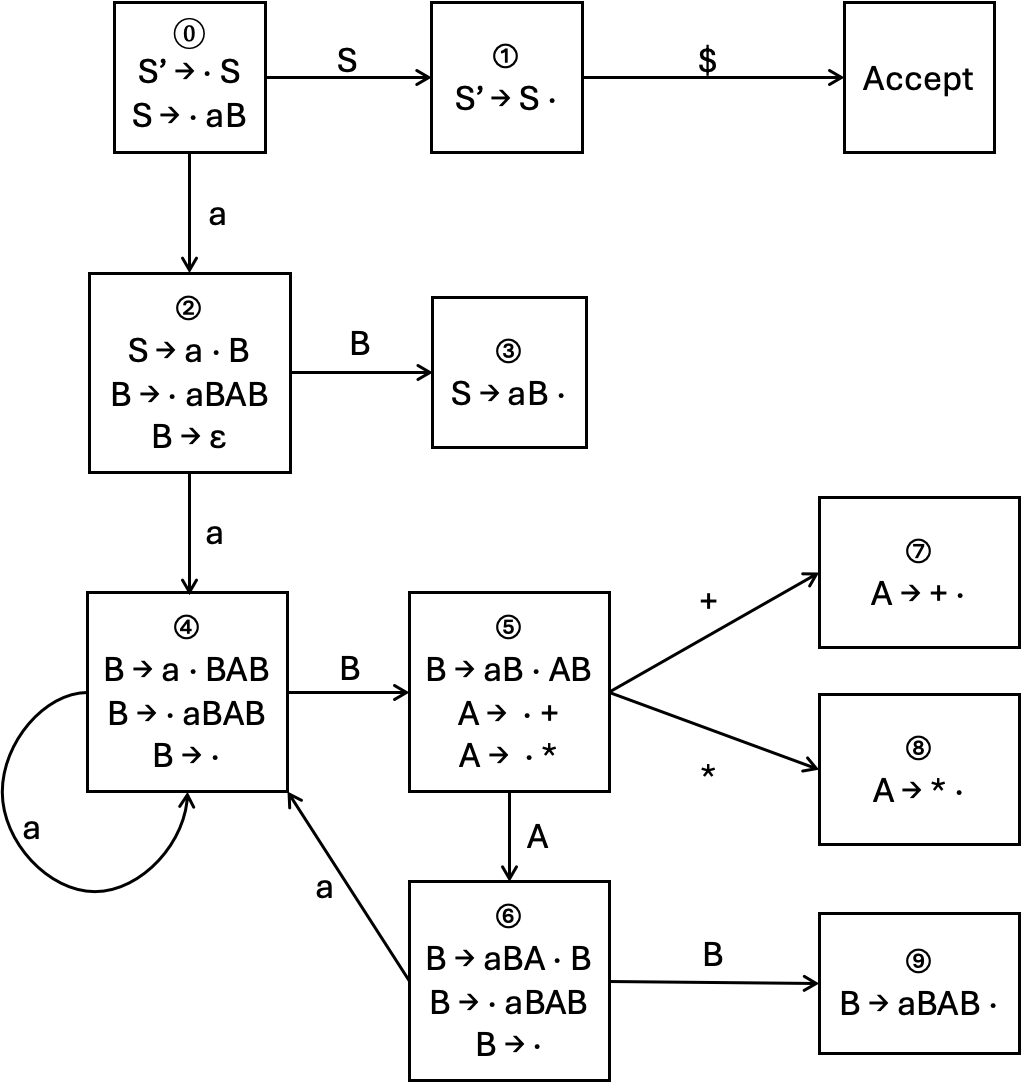 ⓪
S’ → · S
S → · aB
S
①
S’ → S ·
$
Accept
a
②
S → a · B
B → · aBAB
B → ε
B
③
S → aB ·
a
④
B → a · BAB
B → · aBAB
B → ·
a
B
⑤
B → aB · AB
A → · +
A → · *
+
⑦
A → + ·
*
⑧
A → * ·
A
a
⑥
B → aBA · B
B → · aBAB
B → ·
B
⑨
B → aBAB ·